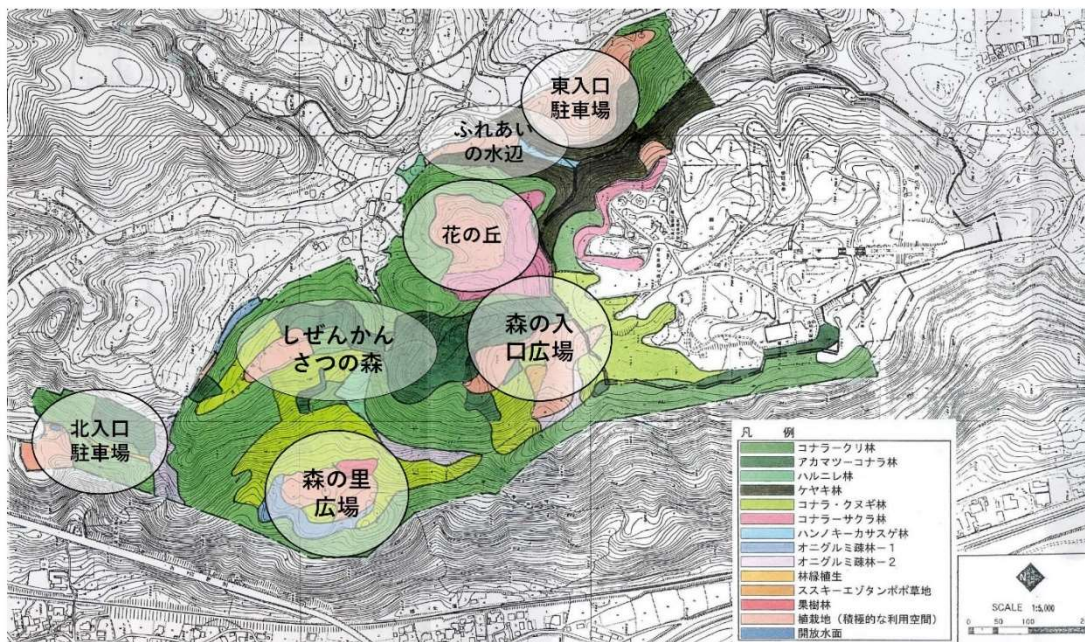 東入口
駐車場
ふれあい
の水辺
花の丘
しぜんかん
さつの森
森の入
口広場
北入口
駐車場
森の里
広場
凡 例
コナラークリ林
アカマツーコナラ林
ハルニレ林
ケヤキ林
コナラ・クヌギ林
コナラーサクラ林
ハンノキーカサスゲ林
オニグルミ疎林－1
オニグルミ疎林－2
林縁植生
ススキーエゾタンポポ草地
果樹林
植栽地（積極的な利用空間）
開放水面
SCALE 1:5,000
0 50 100